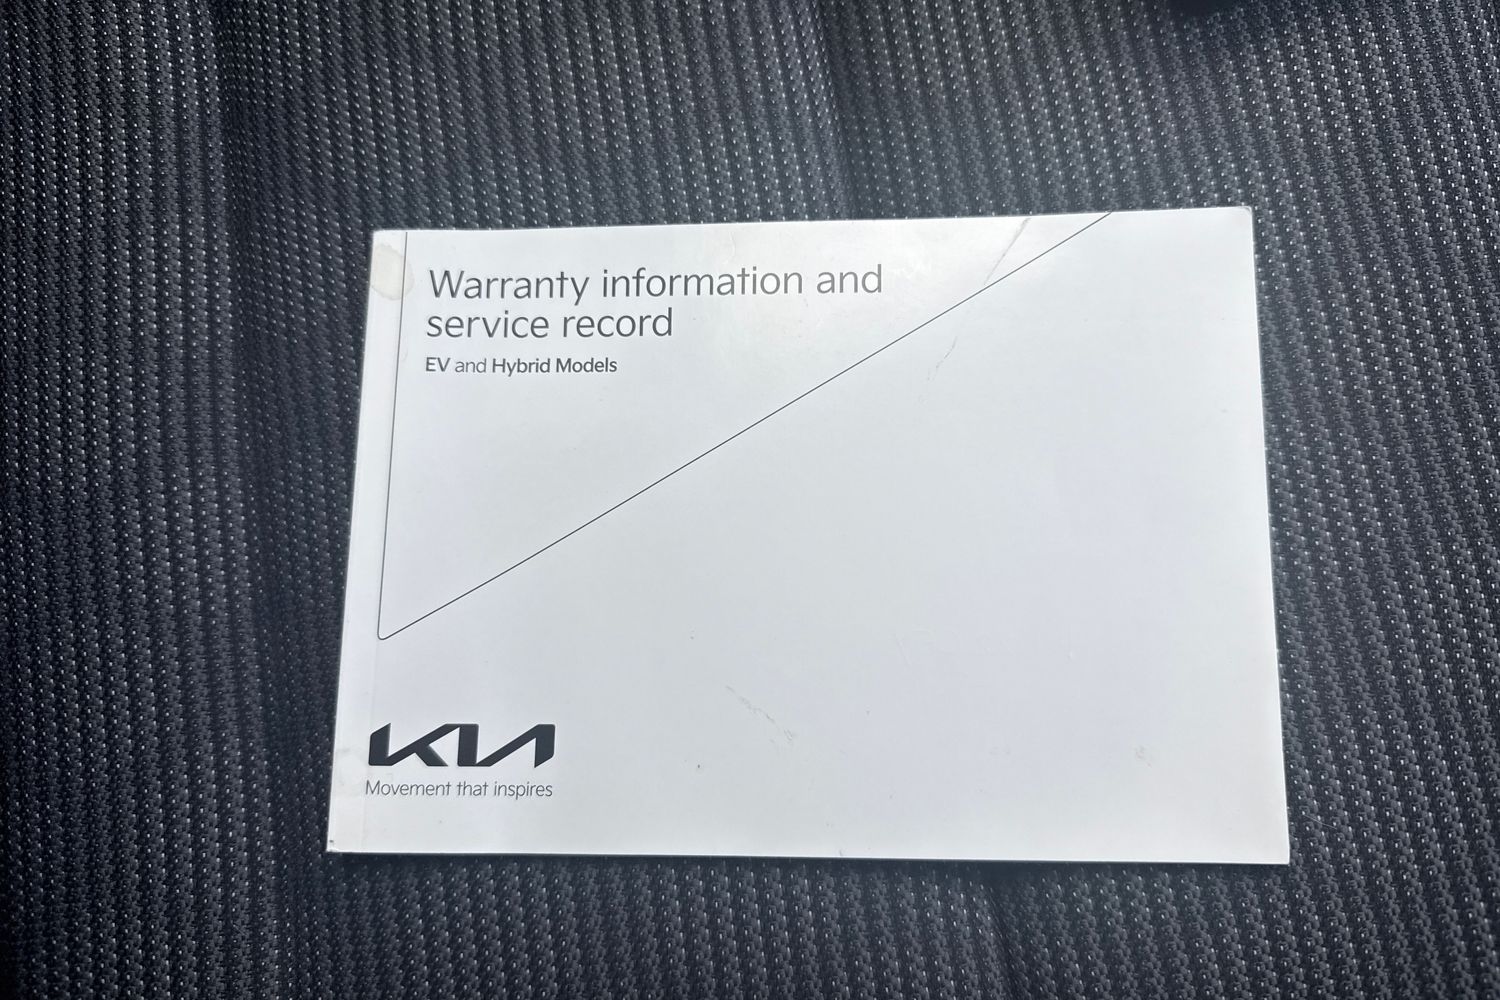 Warranty information and
service record
EV and Hybrid Models
KIA
Movement that inspires